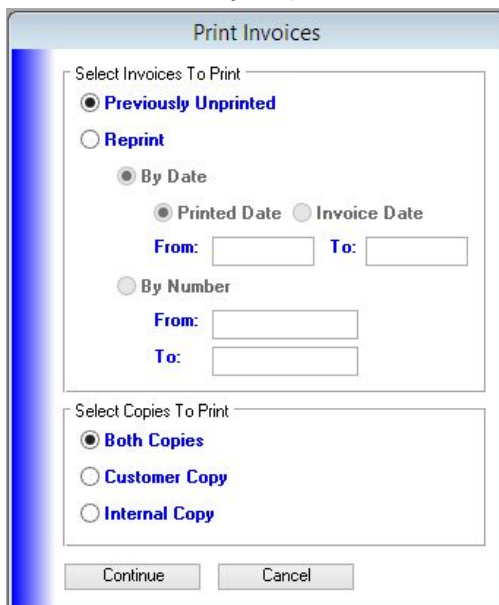 Print Invoices
Select Invoices To Print
Previously Unprinted
Reprint
By Date
Printed Date Invoice Date
From: To:
By Number
From:
To:
Select Copies To Print
Both Copies
Customer Copy
Internal Copy
Continue Cancel